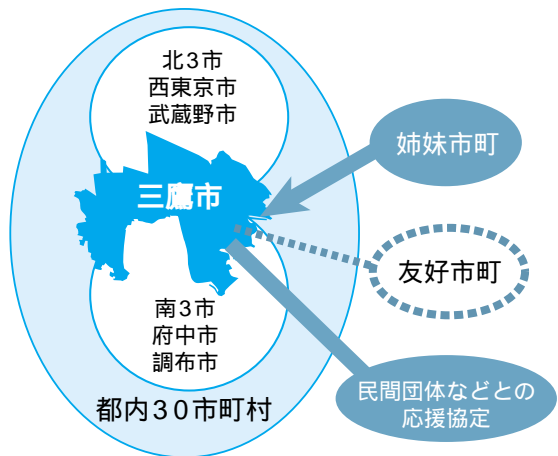 北3市
西東京市
武蔵野市
姉妹市町
三鷹市
友好市町
南3市
府中市
調布市
都内30市町村
民間団体などとの
応援協定